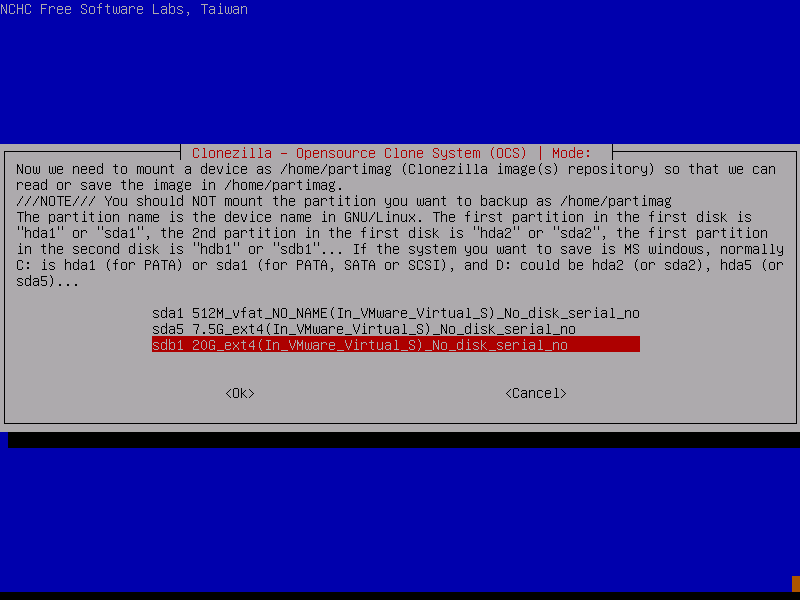 NCHC Free Software Labs, Taiwan
Clonezilla - Opensource Clone System (OCS) | Mode:
Now we need to mount a device as /home/partimag (Clonezilla image(s) repository) so that we can
read or save the image in /home/partimag.
///NOTE/// You should NOT mount the partition you want to backup as /home/partimag
The partition name is the device name in GNU/Linux. The first partition in the first disk is
"hda1" or "sda1", the 2nd partition in the first disk is "hda2" or "sda2", the first partition
in the second disk is "hdb1" or "sdb1"... If the system you want to save is MS windows, normally
C: is hda1 (for PATA) or sda1 (for PATA, SATA or SCSI), and D: could be hda2 (or sda2), hda5 (or
sda5)...
sda1 512M_vfat_NO_NAME(In_VMware_Virtual_S)_No_disk_serial_no
sda5 7.5G_ext4(In_VMware_Virtual_S)_No_disk_serial_no
sdb1 20G_ext4(In_VMware_Virtual_S)_No_disk_serial_no
<Ok> <Cancel>